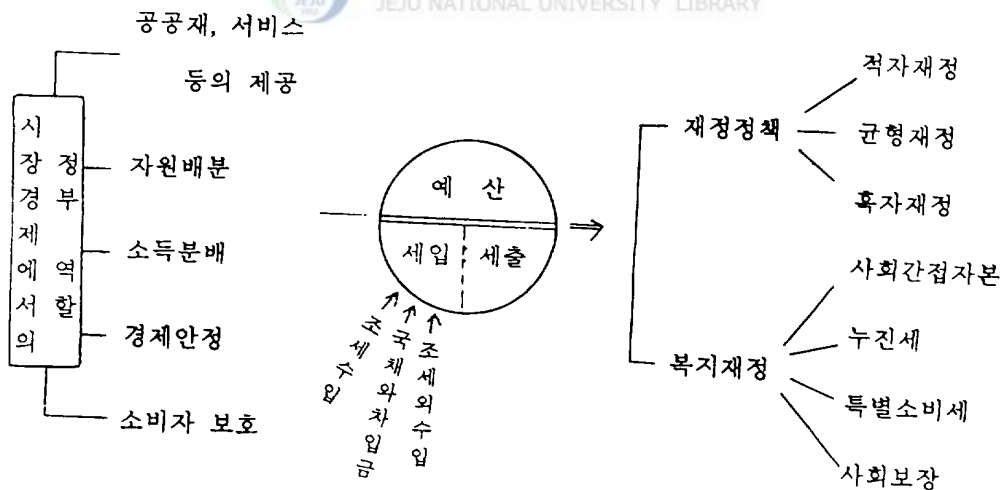 JEJU NATIONAL UNIVERSITY LIBRARY
공공재, 서비스
등의 제공
시장경제에서의
정부 역할
자원배분
소득분배
경제안정
소비자 보호
예 산
세입
세출
조세수입
국채와차입금
조세외수입
재정정책
적자재정
균형재정
흑자재정
복지재정
사회간접자본
누진세
특별소비세
사회보장